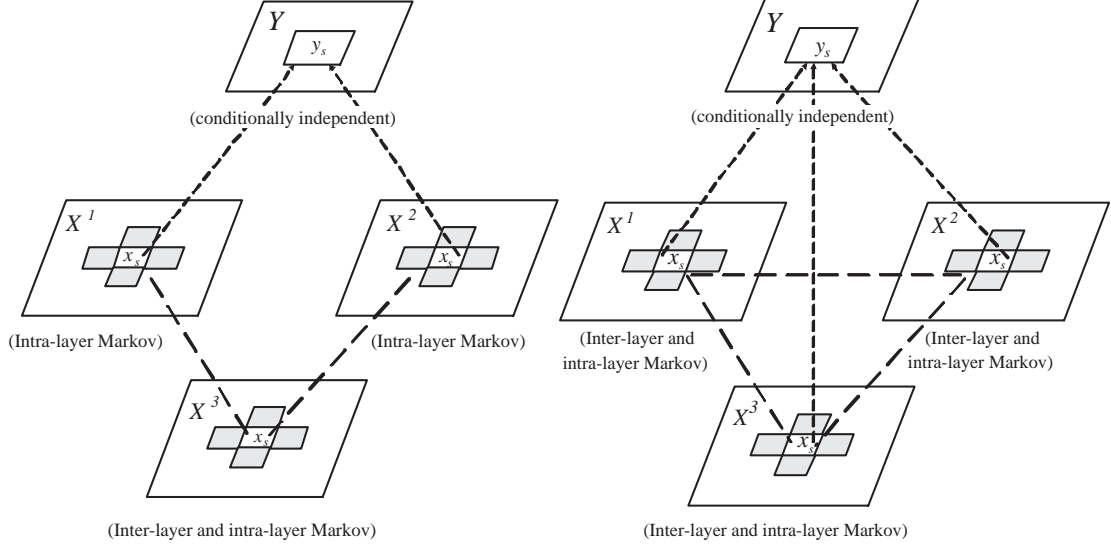 Y
y_s
(conditionally independent)
X^1
x_s
X^2
x_s
(Intra-layer Markov)
(Intra-layer Markov)
X^3
x_s
(Inter-layer and intra-layer Markov)
Y
y_s
(conditionally independent)
X^1
x_s
X^2
x_s
(Inter-layer and
intra-layer Markov)
(Inter-layer and
intra-layer Markov)
X^3
x_s
(Inter-layer and intra-layer Markov)